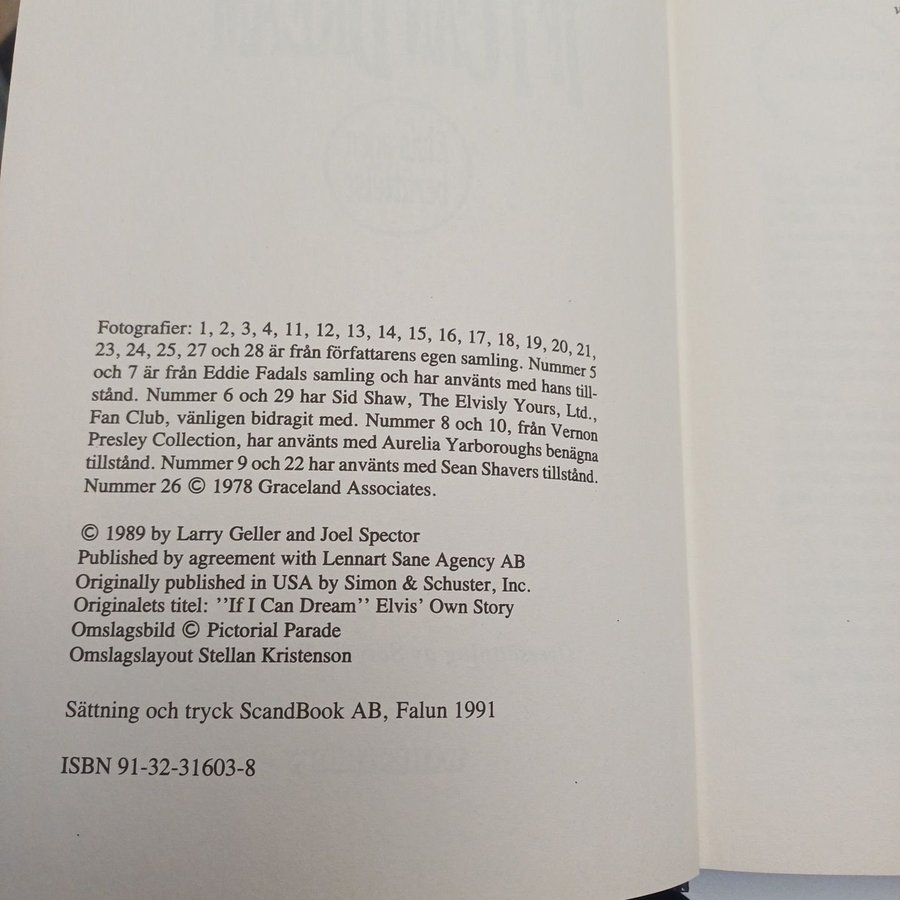 Fotografier: 1, 2, 3, 4, 11, 12, 13, 14, 15, 16, 17, 18, 19, 20, 21,
23, 24, 25, 27 och 28 är från författarens egen samling. Nummer 5
och 7 är från Eddie Fadals samling och har använts med hans till-
stånd. Nummer 6 och 29 har Sid Shaw, The Elvisly Yours, Ltd.,
Fan Club, vänligen bidragit med. Nummer 8 och 10, från Vernon
Presley Collection, har använts med Aurelia Yarboroughs benägna
tillstånd. Nummer 9 och 22 har använts med Sean Shavers tillstånd.
Nummer 26 © 1978 Graceland Associates.
© 1989 by Larry Geller and Joel Spector
Published by agreement with Lennart Sane Agency AB
Originally published in USA by Simon & Schuster, Inc.
Originalets titel: ”If I Can Dream” Elvis’ Own Story
Omslagsbild © Pictorial Parade
Omslagslayout Stellan Kristenson
Sättning och tryck ScandBook AB, Falun 1991
ISBN 91-32-31603-8